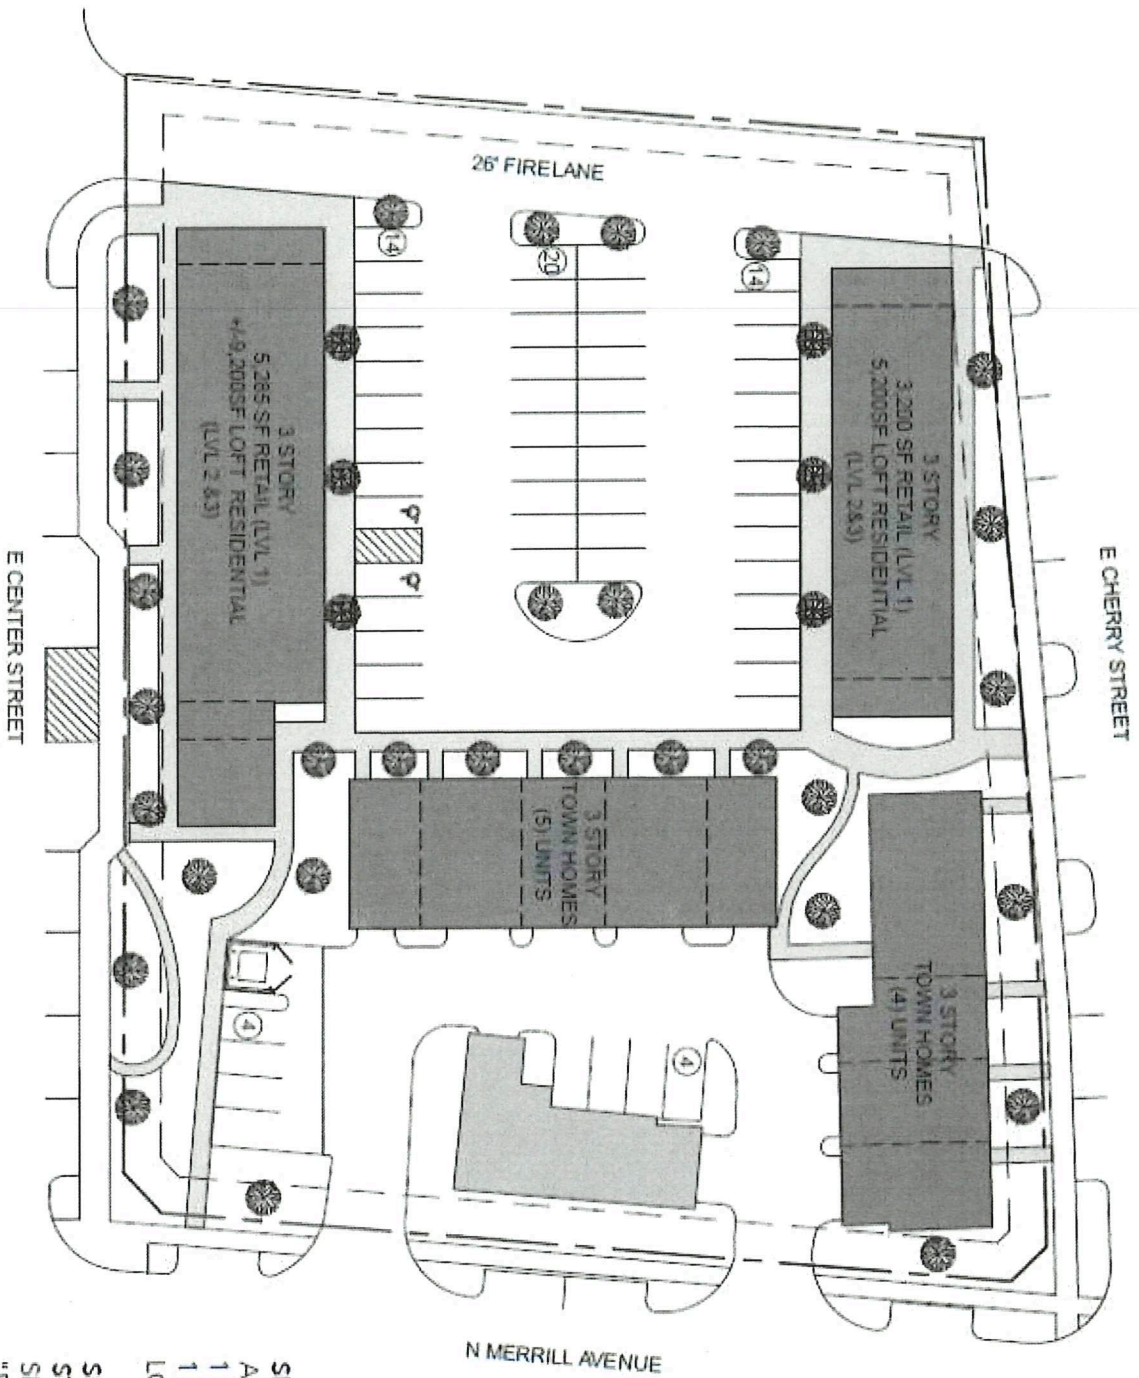 26' FIRELANE
14
20
14
3 STORY
5,285 SF RETAIL (LVL 1)
+/-9,200SF LOFT RESIDENTIAL
(LVL 2 &3)
3 STORY
3,200 SF RETAIL (LVL 1)
5,200SF LOFT RESIDENTIAL
(LVL 2&3)
E CENTER STREET
E CHERRY STREET
3 STORY
TOWN HOMES
(5) UNITS
3 STORY
TOWN HOMES
(4) UNITS
4
4
N MERRILL AVENUE